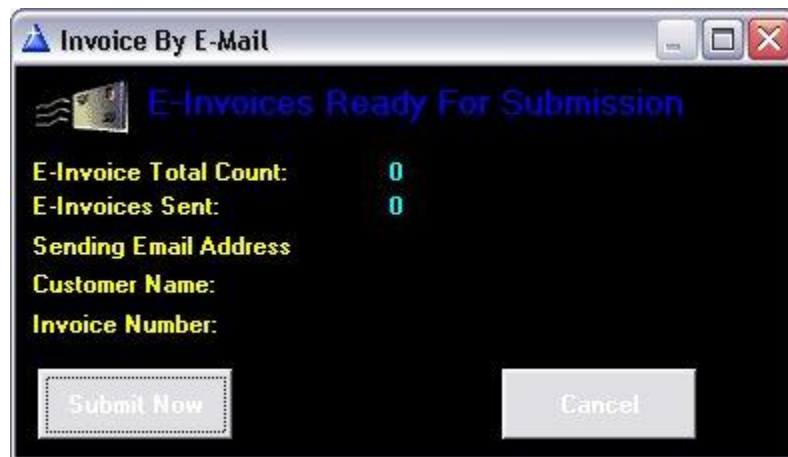 Invoice By E-Mail
E-Invoices Ready For Submission
E-Invoice Total Count: 0
E-Invoices Sent: 0
Sending Email Address
Customer Name:
Invoice Number:
Submit Now Cancel